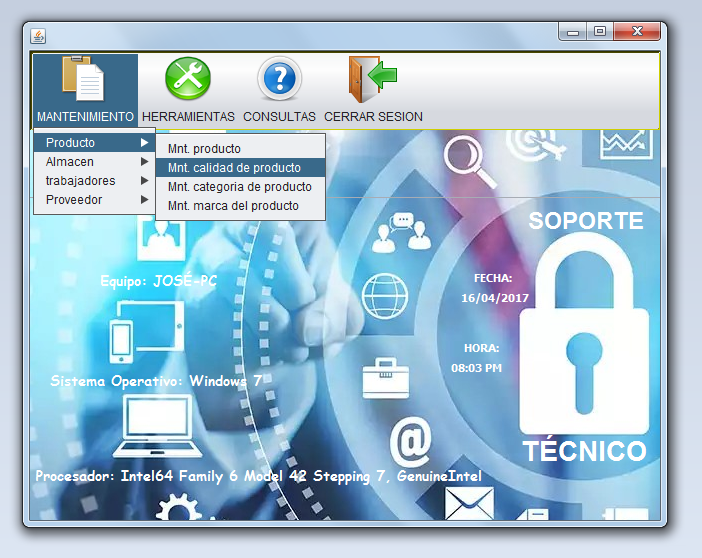 MANTENIMIENTO HERRAMIENTAS CONSULTAS CERRAR SESION
Producto
Almacen
trabajadores
Proveedor
Mnt. producto
Mnt. calidad de producto
Mnt. categoria de producto
Mnt. marca del producto
SOPORTE
FECHA:
16/04/2017
HORA:
08:03 PM
TÉCNICO
Equipo: JOSÉ-PC
Sistema Operativo: Windows 7
Procesador: Intel64 Family 6 Model 42 Stepping 7, GenuineIntel